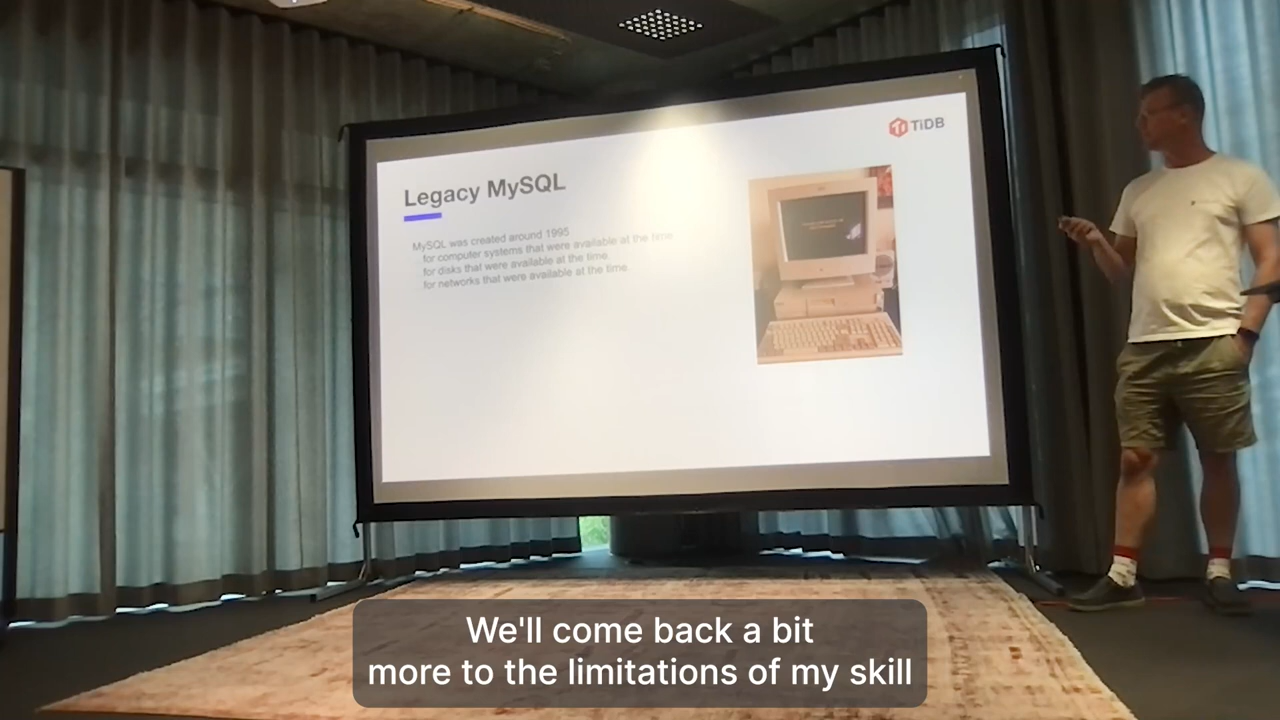 TiDB
Legacy MySQL
MySQL was created around 1995
for computer systems that were available at the time
for disks that were available at the time
for networks that were available at the time
We'll come back a bit
more to the limitations of my skill